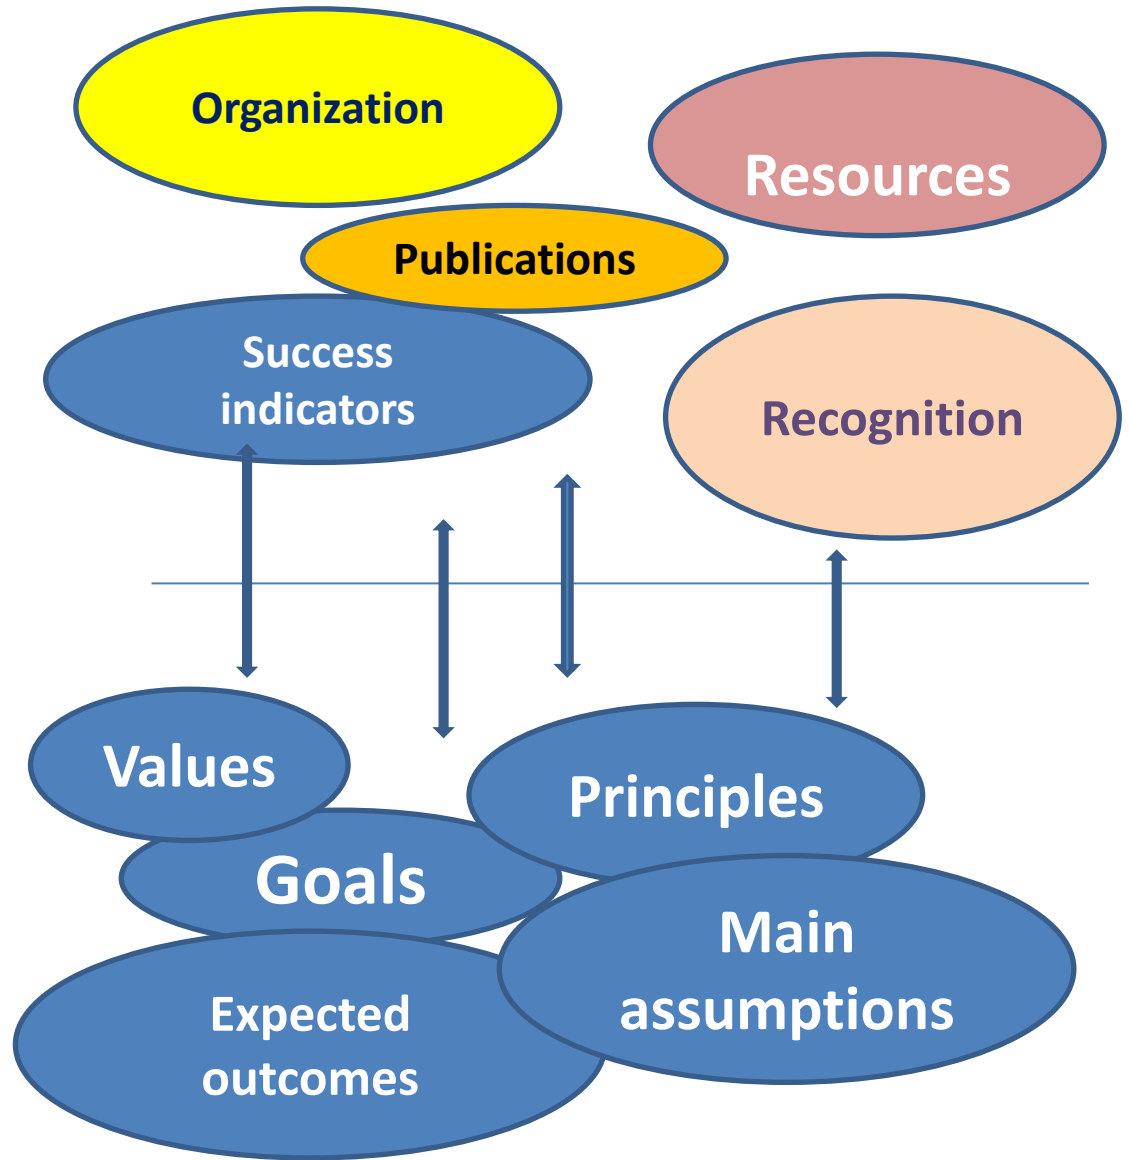 Organization
Resources
Publications
Success
indicators
Recognition
Values
Principles
Goals
Main
assumptions
Expected
outcomes